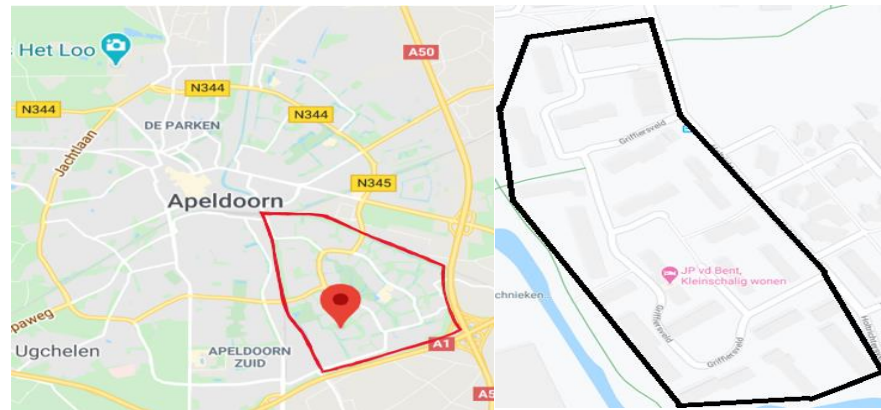 Het Loo
A50
N344
N344
N344
DE PARKEN
Jachtlaan
N345
Apeldoorn
paweg
Ugchelen
APELDOORN
ZUID
A1
Griffiersveld
JP vd Bent,
Kleinschalig wonen
chnieken
Griffiersveld
Griffiersveld